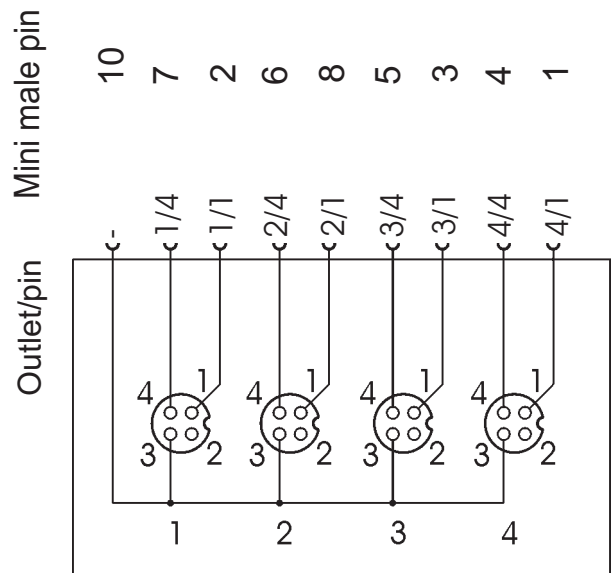 Mini male pin 10 7 2 6 8 5 3 4 1
Outlet/pin - 1/4 1/1 2/4 2/1 3/4 3/1 4/4 4/1
4 1 4 1 4 1 4 1
3 2 3 2 3 2 3 2
1 2 3 4